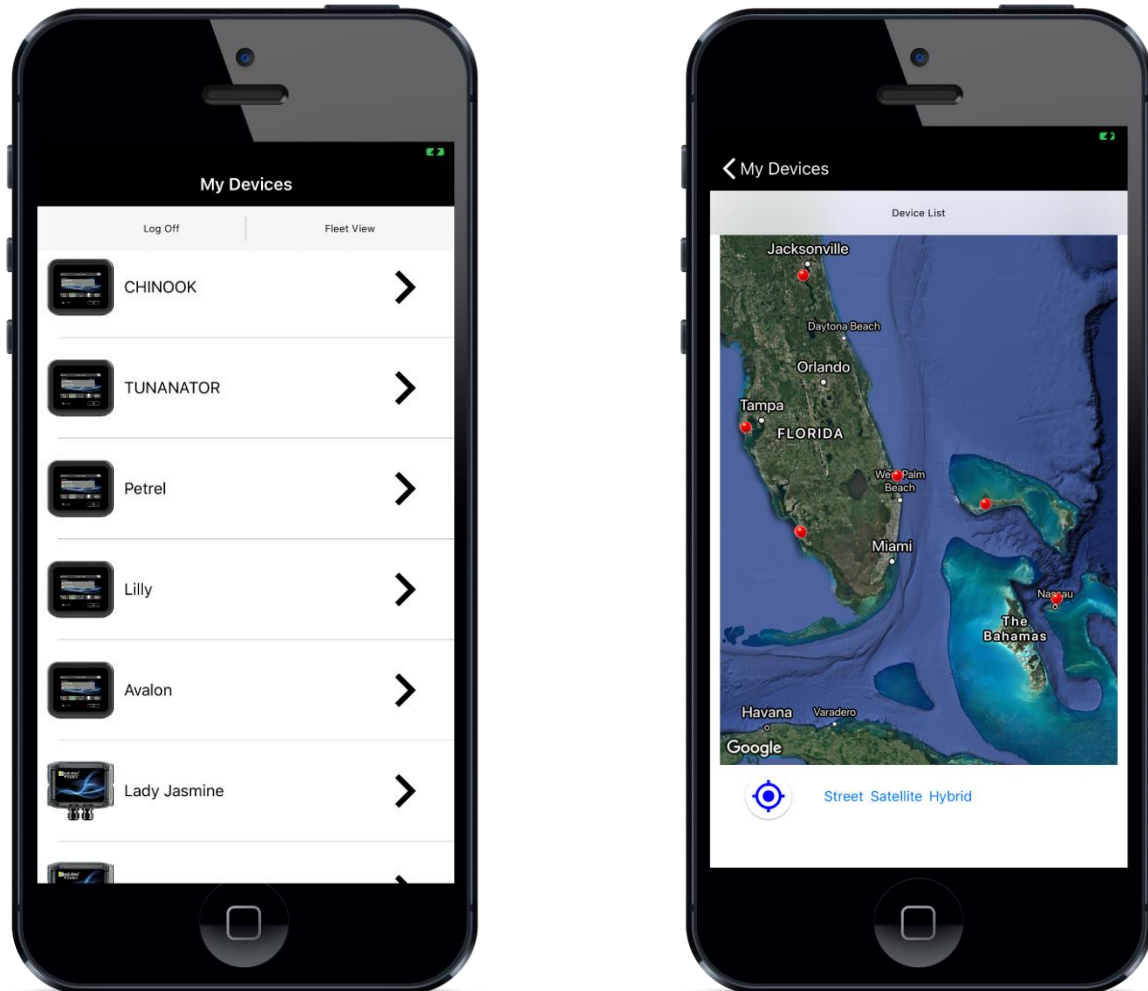 My Devices
Log Off
Fleet View
CHINOOK
TUNANATOR
Petrel
Lilly
Avalon
Lady Jasmine
My Devices
Device List
Jacksonville
Daytona Beach
Orlando
Tampa
FLORIDA
West Palm
Beach
Miami
Nassau
The
Bahamas
Havana
Varadero
Google
Street Satellite Hybrid